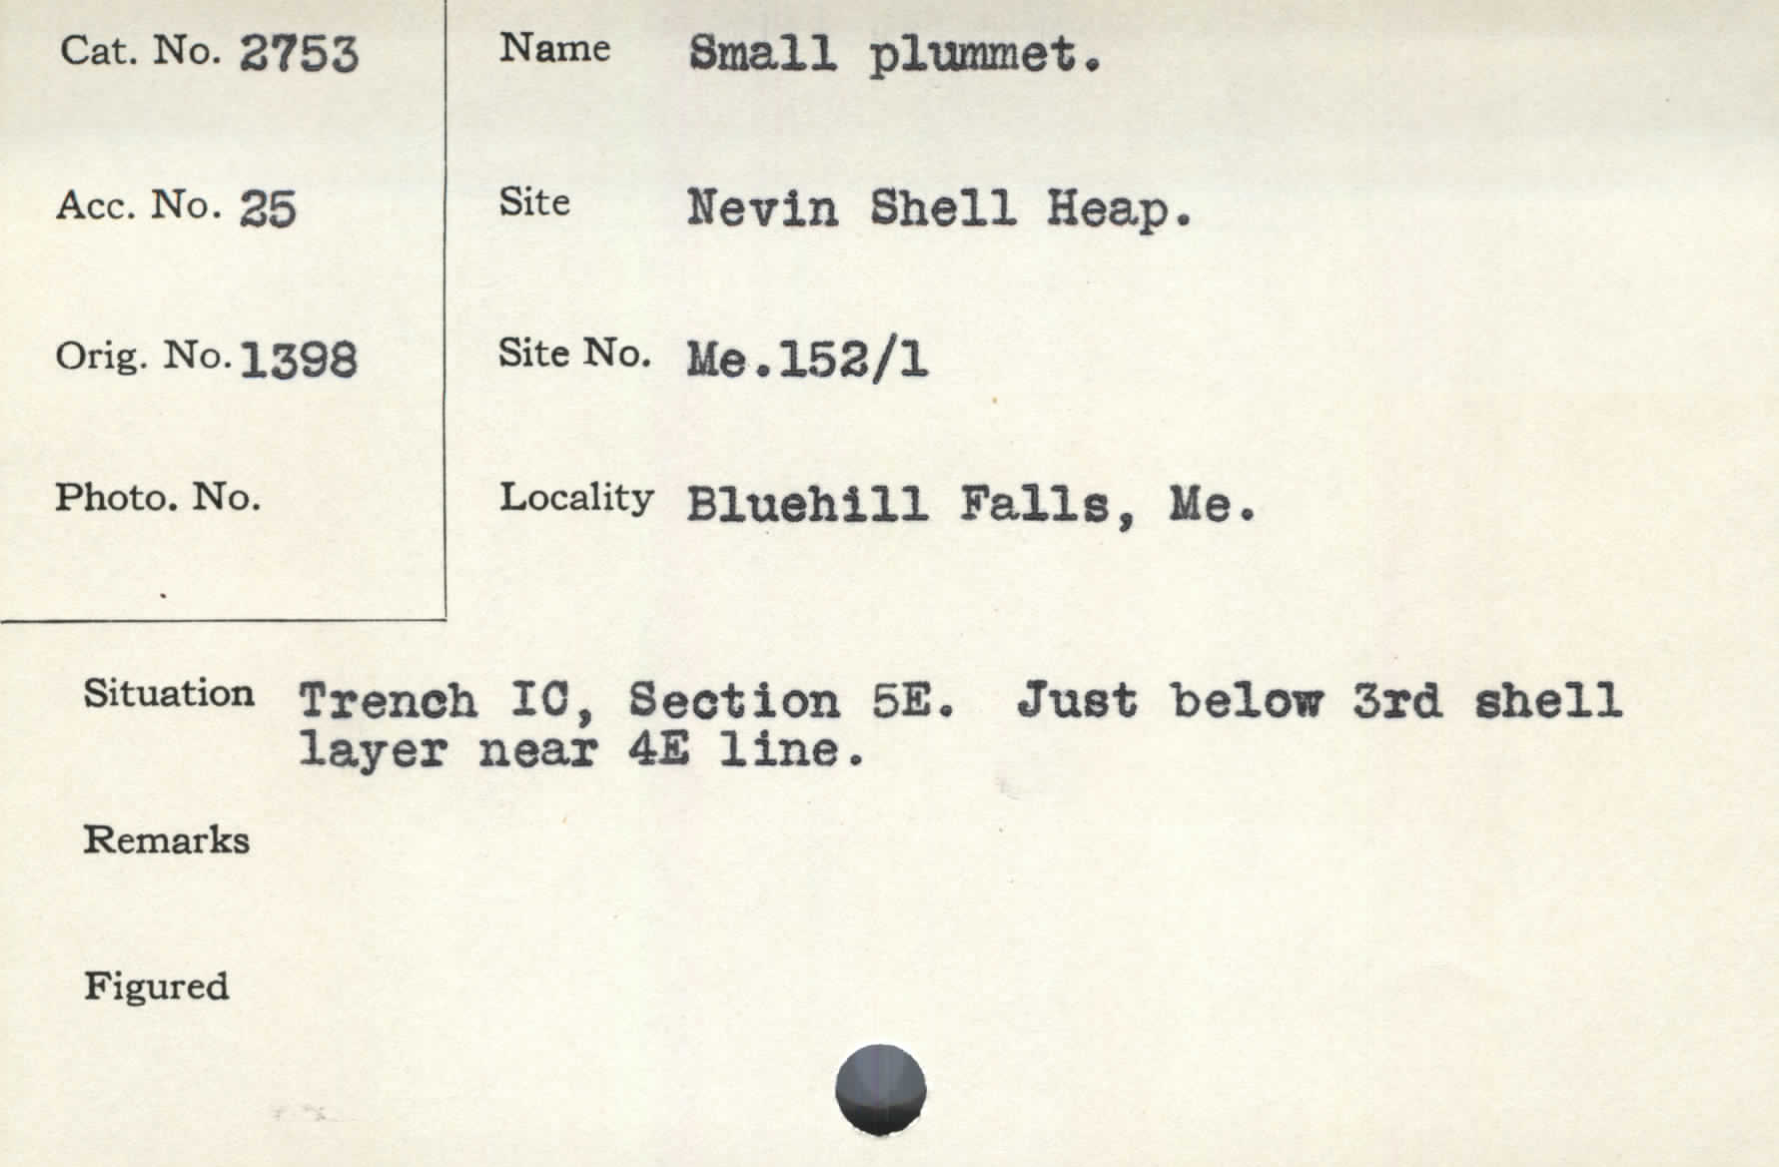 Cat. No. 2753
Name Small plummet.
Acc. No. 25
Site Nevin Shell Heap.
Orig. No. 1398
Site No. Me.152/1
Photo. No.
Locality Bluehill Falls, Me.
Situation Trench IC, Section 5E. Just below 3rd shell
layer near 4E line.
Remarks
Figured